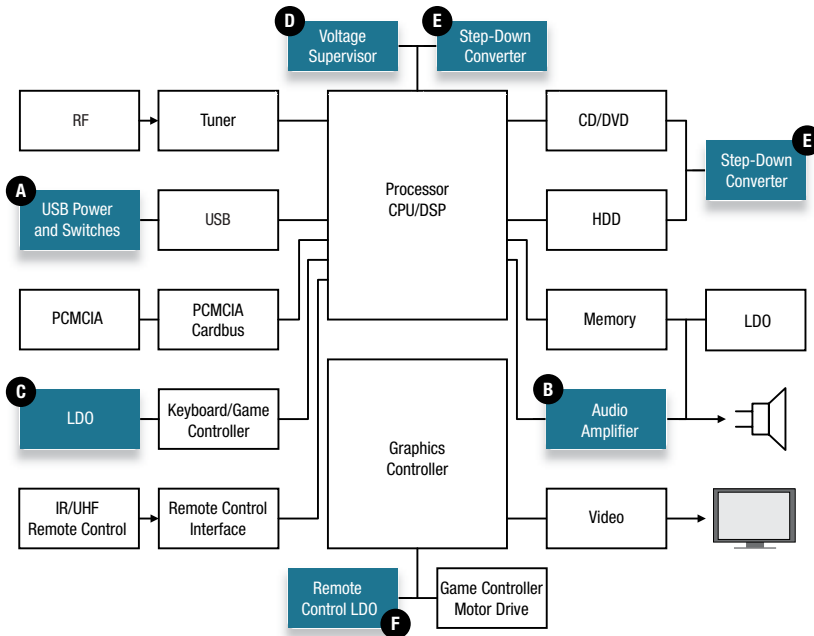 D
Voltage
Supervisor
E
Step-Down
Converter
RF
Tuner
Processor
CPU/DSP
CD/DVD
E
Step-Down
Converter
A
USB Power
and Switches
USB
HDD
PCMCIA
PCMCIA
Cardbus
Memory
LDO
C
LDO
Keyboard/Game
Controller
Graphics
Controller
B
Audio
Amplifier
IR/UHF
Remote Control
Remote Control
Interface
Video
Remote
Control LDO
F
Game Controller
Motor Drive